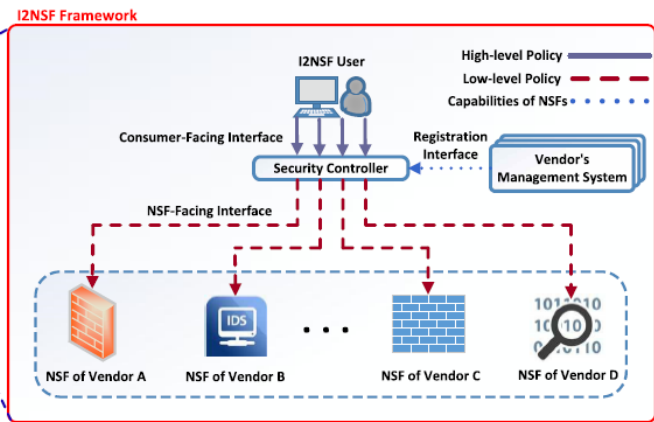 I2NSF Framework
I2NSF User
High-level Policy
Low-level Policy
Capabilities of NSFs
Consumer-Facing Interface
Registration
Interface
Security Controller
Vendor's
Management System
NSF-Facing Interface
IDS
1011010
NSF of Vendor A
NSF of Vendor B
NSF of Vendor C
NSF of Vendor D